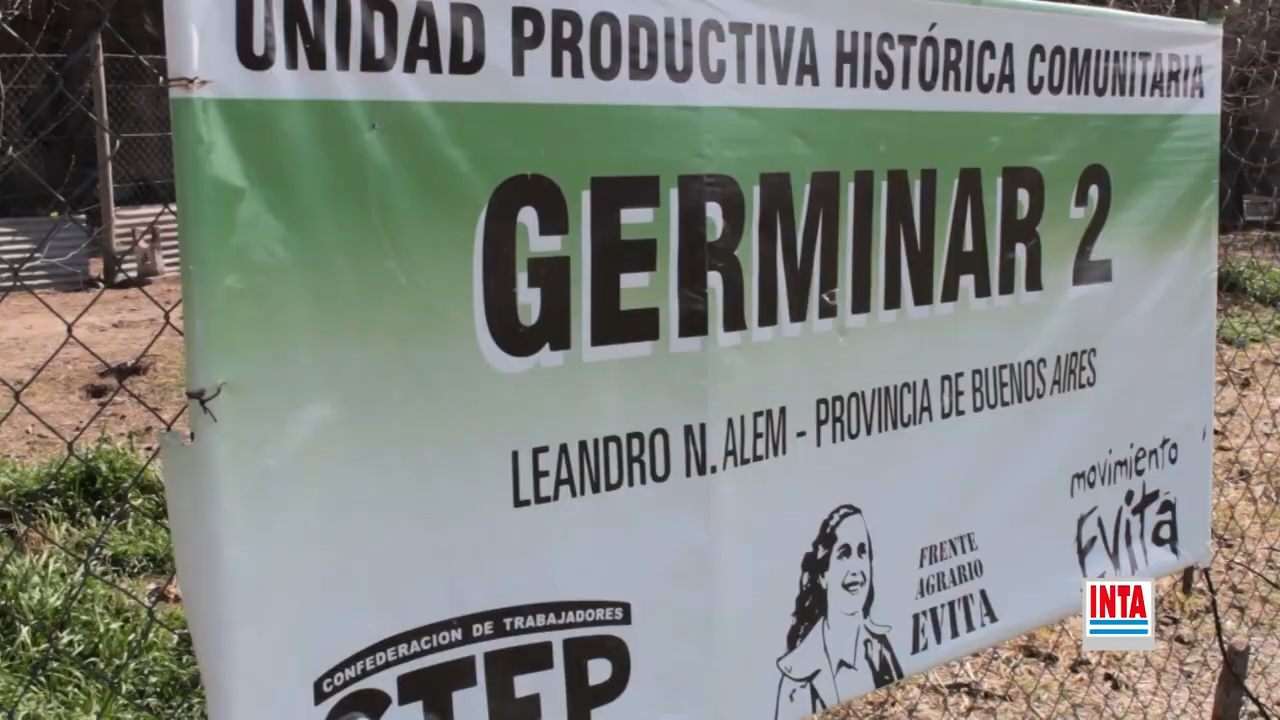 UNIDAD PRODUCTIVA HISTÓRICA COMUNITARIA
GERMINAR 2
LEANDRO N. ALEM - PROVINCIA DE BUENOS AIRES
movimiento
Evita
FRENTE
AGRARIO
EVITA
CONFEDERACION DE TRABAJADORES
CTEP
INTA